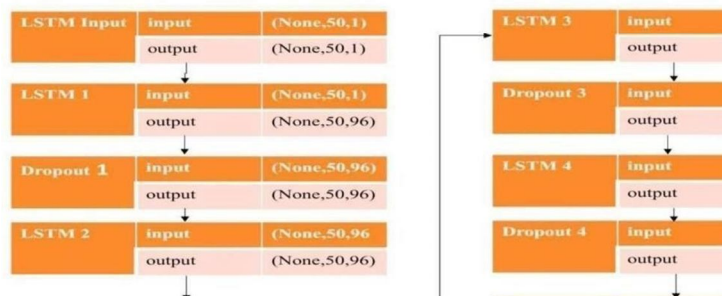 LSTM Input input (None,50,1)
output (None,50,1)
LSTM 1 input (None,50,1)
output (None,50,96)
Dropout 1 input (None,50,96)
output (None,50,96)
LSTM 2 input (None,50,96
output (None,50,96)
LSTM 3 input
output
Dropout 3 input
output
LSTM 4 input
output
Dropout 4 input
output